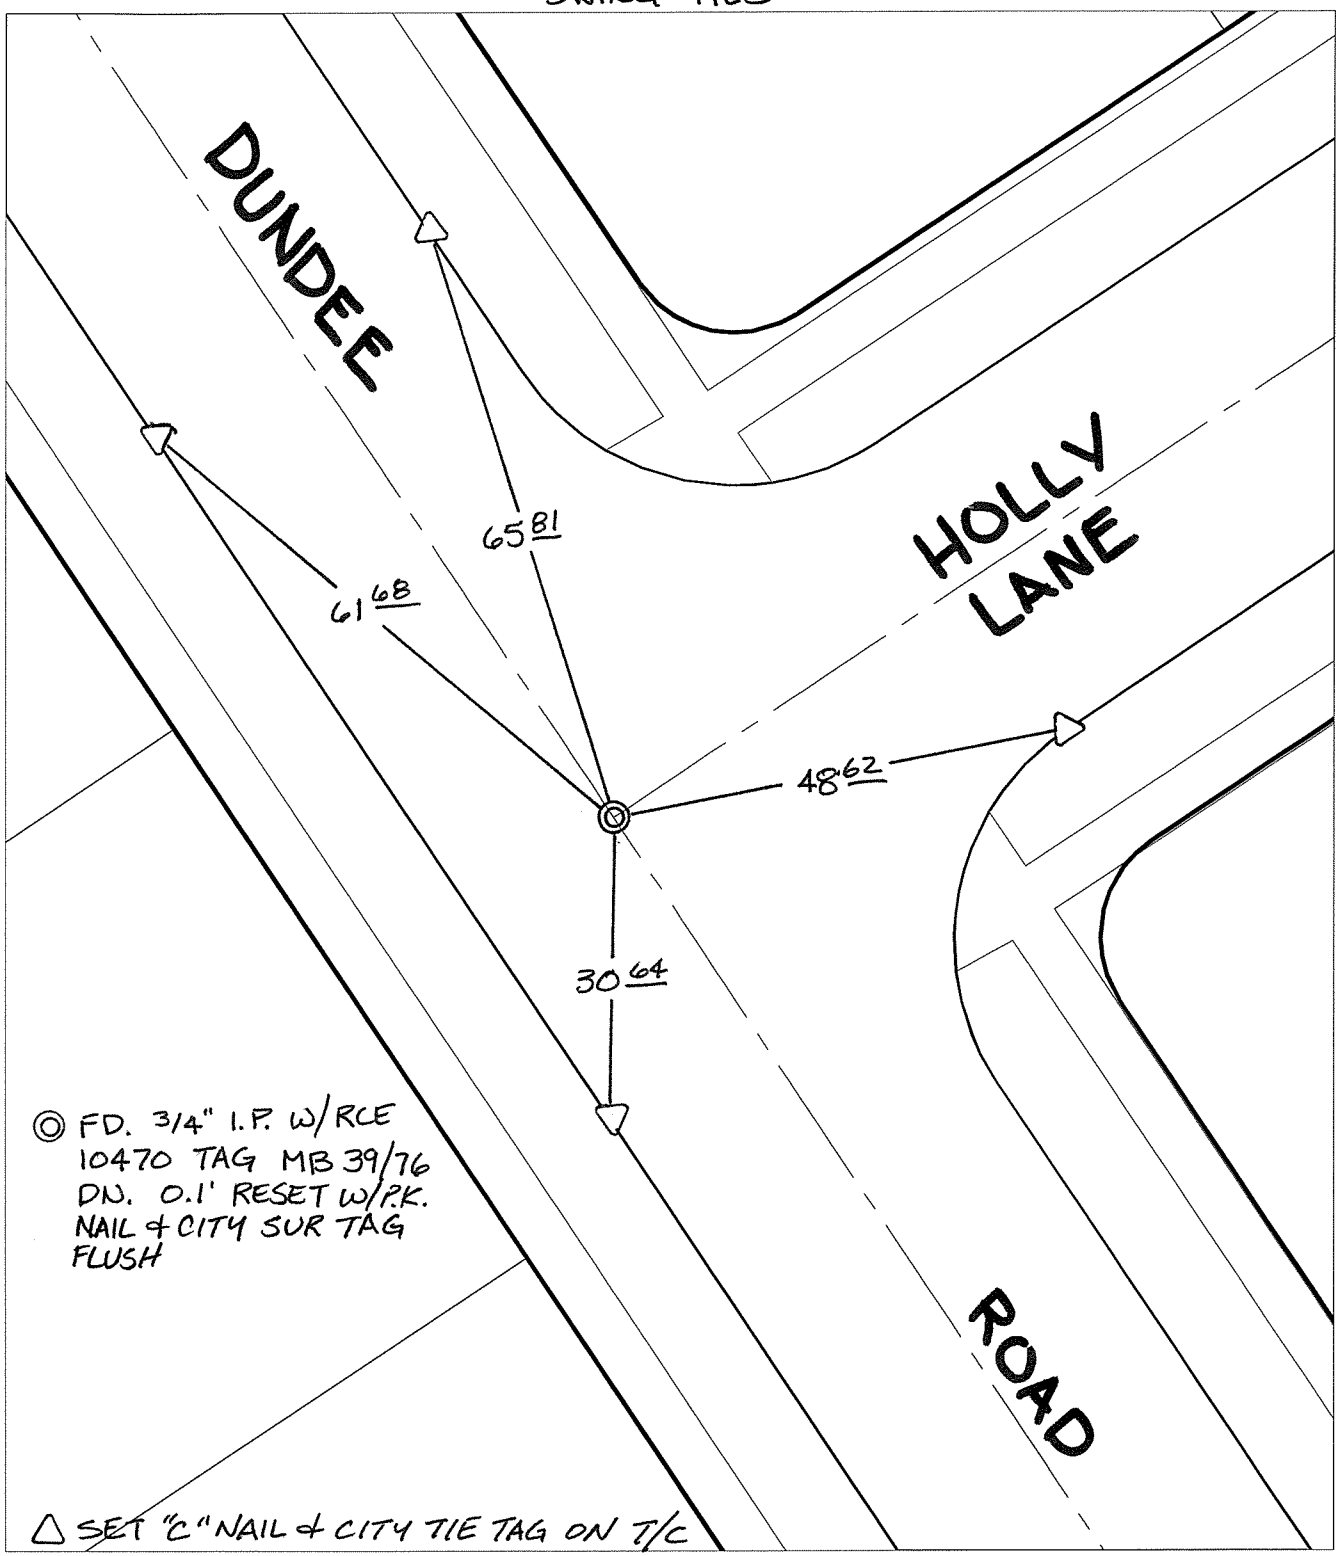 DUNDEE
65 81
61 68
HOLLY
LANE
48.62
30 64
FD. 3/4" I.P. W/RCE
10470 TAG MB 39/76
DN. 0.1' RESET W/P.K.
NAIL & CITY SUR TAG
FLUSH
ROAD
SET "C" NAIL & CITY TIE TAG ON T/C